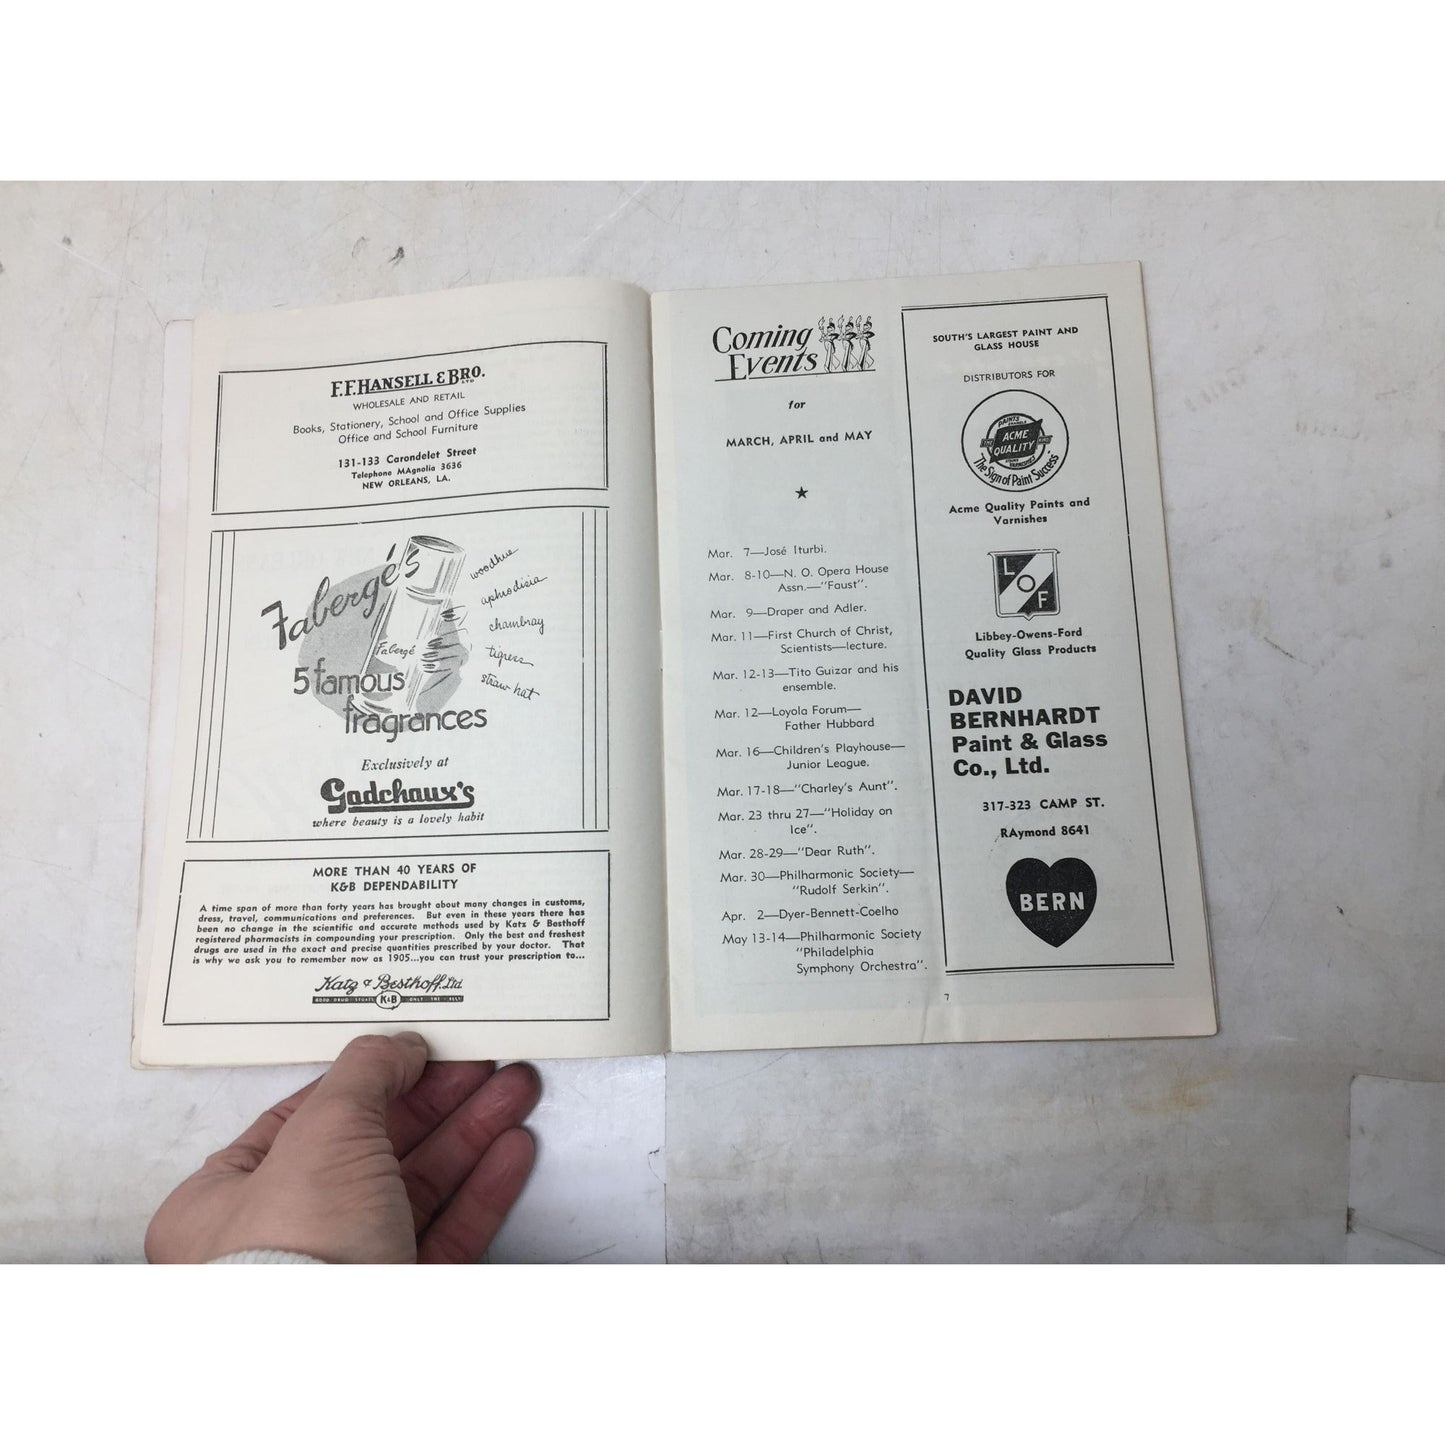 F.F. HANSELL & BRO.
LTD
WHOLESALE AND RETAIL
Books, Stationery, School and Office Supplies
Office and School Furniture
131-133 Carondelet Street
Telephone MAgnolia 3636
NEW ORLEANS, LA.
Fabergé's
woodhue
aphrodisia
chambray
tigress
straw hat
Fabergé
5 famous
fragrances
Exclusively at
Godchaux's
where beauty is a lovely habit
MORE THAN 40 YEARS OF
K&B DEPENDABILITY
A time span of more than forty years has brought about many changes in customs,
dress, travel, communications and preferences. But even in these years there has
been no change in the scientific and accurate methods used by Katz & Besthoff
registered pharmacists in compounding your prescription. Only the best and freshest
drugs are used in the exact and precise quantities prescribed by your doctor. That
is why we ask you to remember now as 1905...you can trust your prescription to...
Katz & Besthoff, Ltd.
GOOD DRUG STORES K&B ONLY THE BEST
Coming
Events
for
MARCH, APRIL and MAY
Mar. 7—José Iturbi.
Mar. 8-10—N. O. Opera House
Assn.—"Faust".
Mar. 9—Draper and Adler.
Mar. 11—First Church of Christ,
Scientists—lecture.
Mar. 12-13—Tito Guizar and his
ensemble.
Mar. 12—Loyola Forum—
Father Hubbard
Mar. 16—Children's Playhouse—
Junior League.
Mar. 17-18—"Charley's Aunt".
Mar. 23 thru 27—"Holiday on
Ice".
Mar. 28-29—"Dear Ruth".
Mar. 30—Philharmonic Society—
"Rudolf Serkin".
Apr. 2—Dyer-Bennett-Coelho
May 13-14—Philharmonic Society
"Philadelphia
Symphony Orchestra".
7
SOUTH'S LARGEST PAINT AND
GLASS HOUSE
DISTRIBUTORS FOR
PAINTS
ENAMELS
ACME
QUALITY
STAINS
VARNISHES
"The Sign of Paint Success"
Acme Quality Paints and
Varnishes
L
O
F
Libbey-Owens-Ford
Quality Glass Products
DAVID
BERNHARDT
Paint & Glass
Co., Ltd.
317-323 CAMP ST.
RAymond 8641
BERN